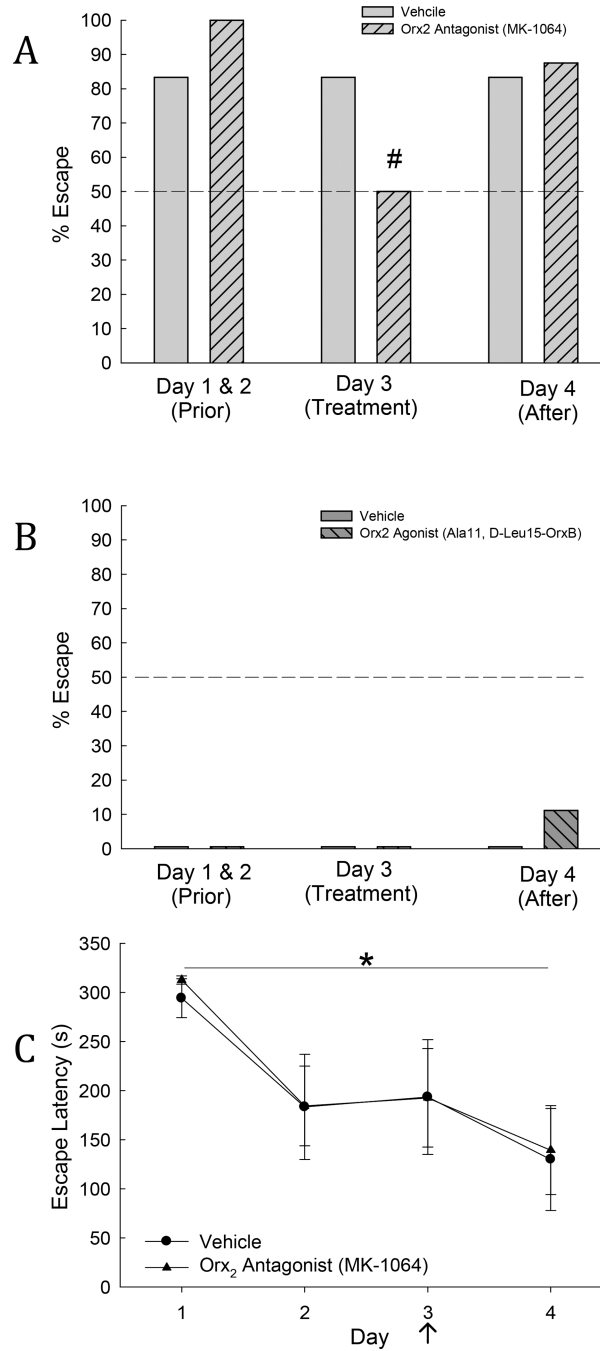 A
Vehcile
Orx2 Antagonist (MK-1064)
% Escape
100
90
80
70
60
50
40
30
20
10
0
#
Day 1 & 2
(Prior)
Day 3
(Treatment)
Day 4
(After)
B
Vehicle
Orx2 Agonist (Ala11, D-Leu15-OrxB)
% Escape
100
90
80
70
60
50
40
30
20
10
0
Day 1 & 2
(Prior)
Day 3
(Treatment)
Day 4
(After)
C
Escape Latency (s)
350
300
250
200
150
100
50
0
*
Vehicle
Orx₂ Antagonist (MK-1064)
1 2 3 4
Day ↑